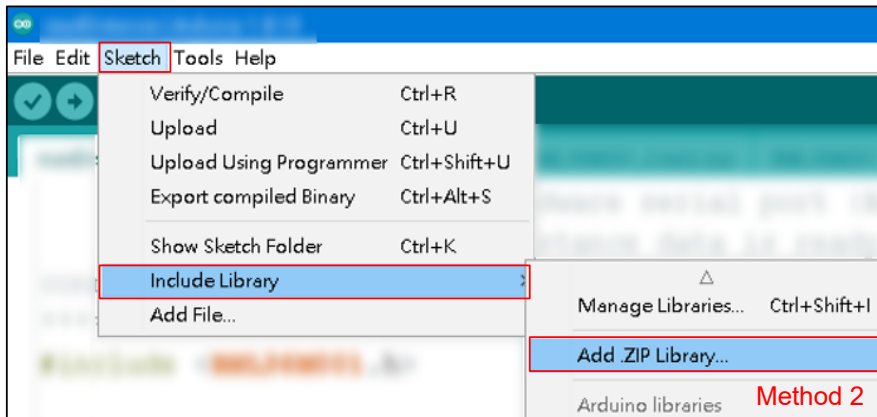 File Edit Sketch Tools Help
Verify/Compile Ctrl+R
Upload Ctrl+U
Upload Using Programmer Ctrl+Shift+U
Export compiled Binary Ctrl+Alt+S
Show Sketch Folder Ctrl+K
Include Library
Add File...
Manage Libraries... Ctrl+Shift+I
Add .ZIP Library...
Arduino libraries
Method 2